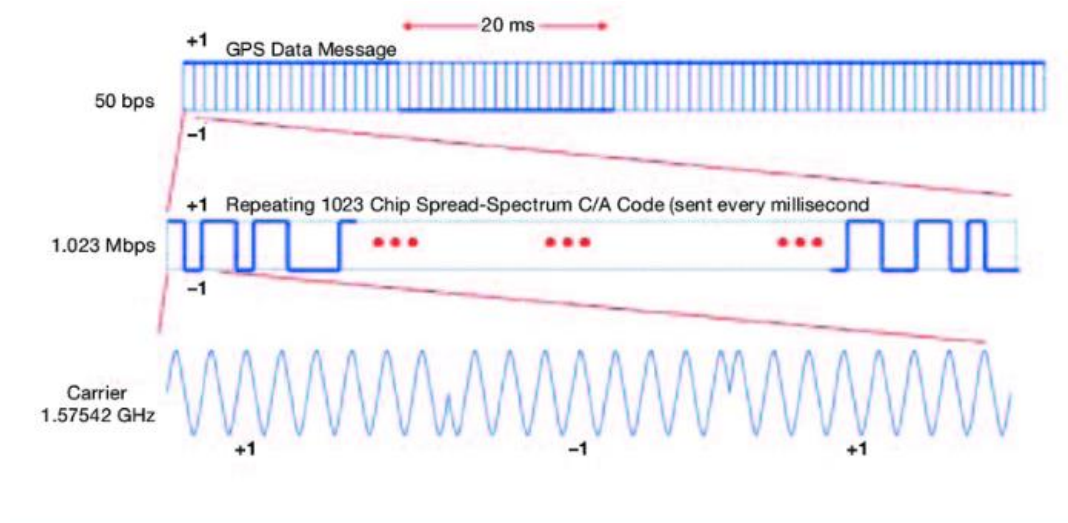 20 ms
+1 GPS Data Message
50 bps
–1
+1 Repeating 1023 Chip Spread-Spectrum C/A Code (sent every millisecond
1.023 Mbps
–1
Carrier
1.57542 GHz
+1 –1 +1